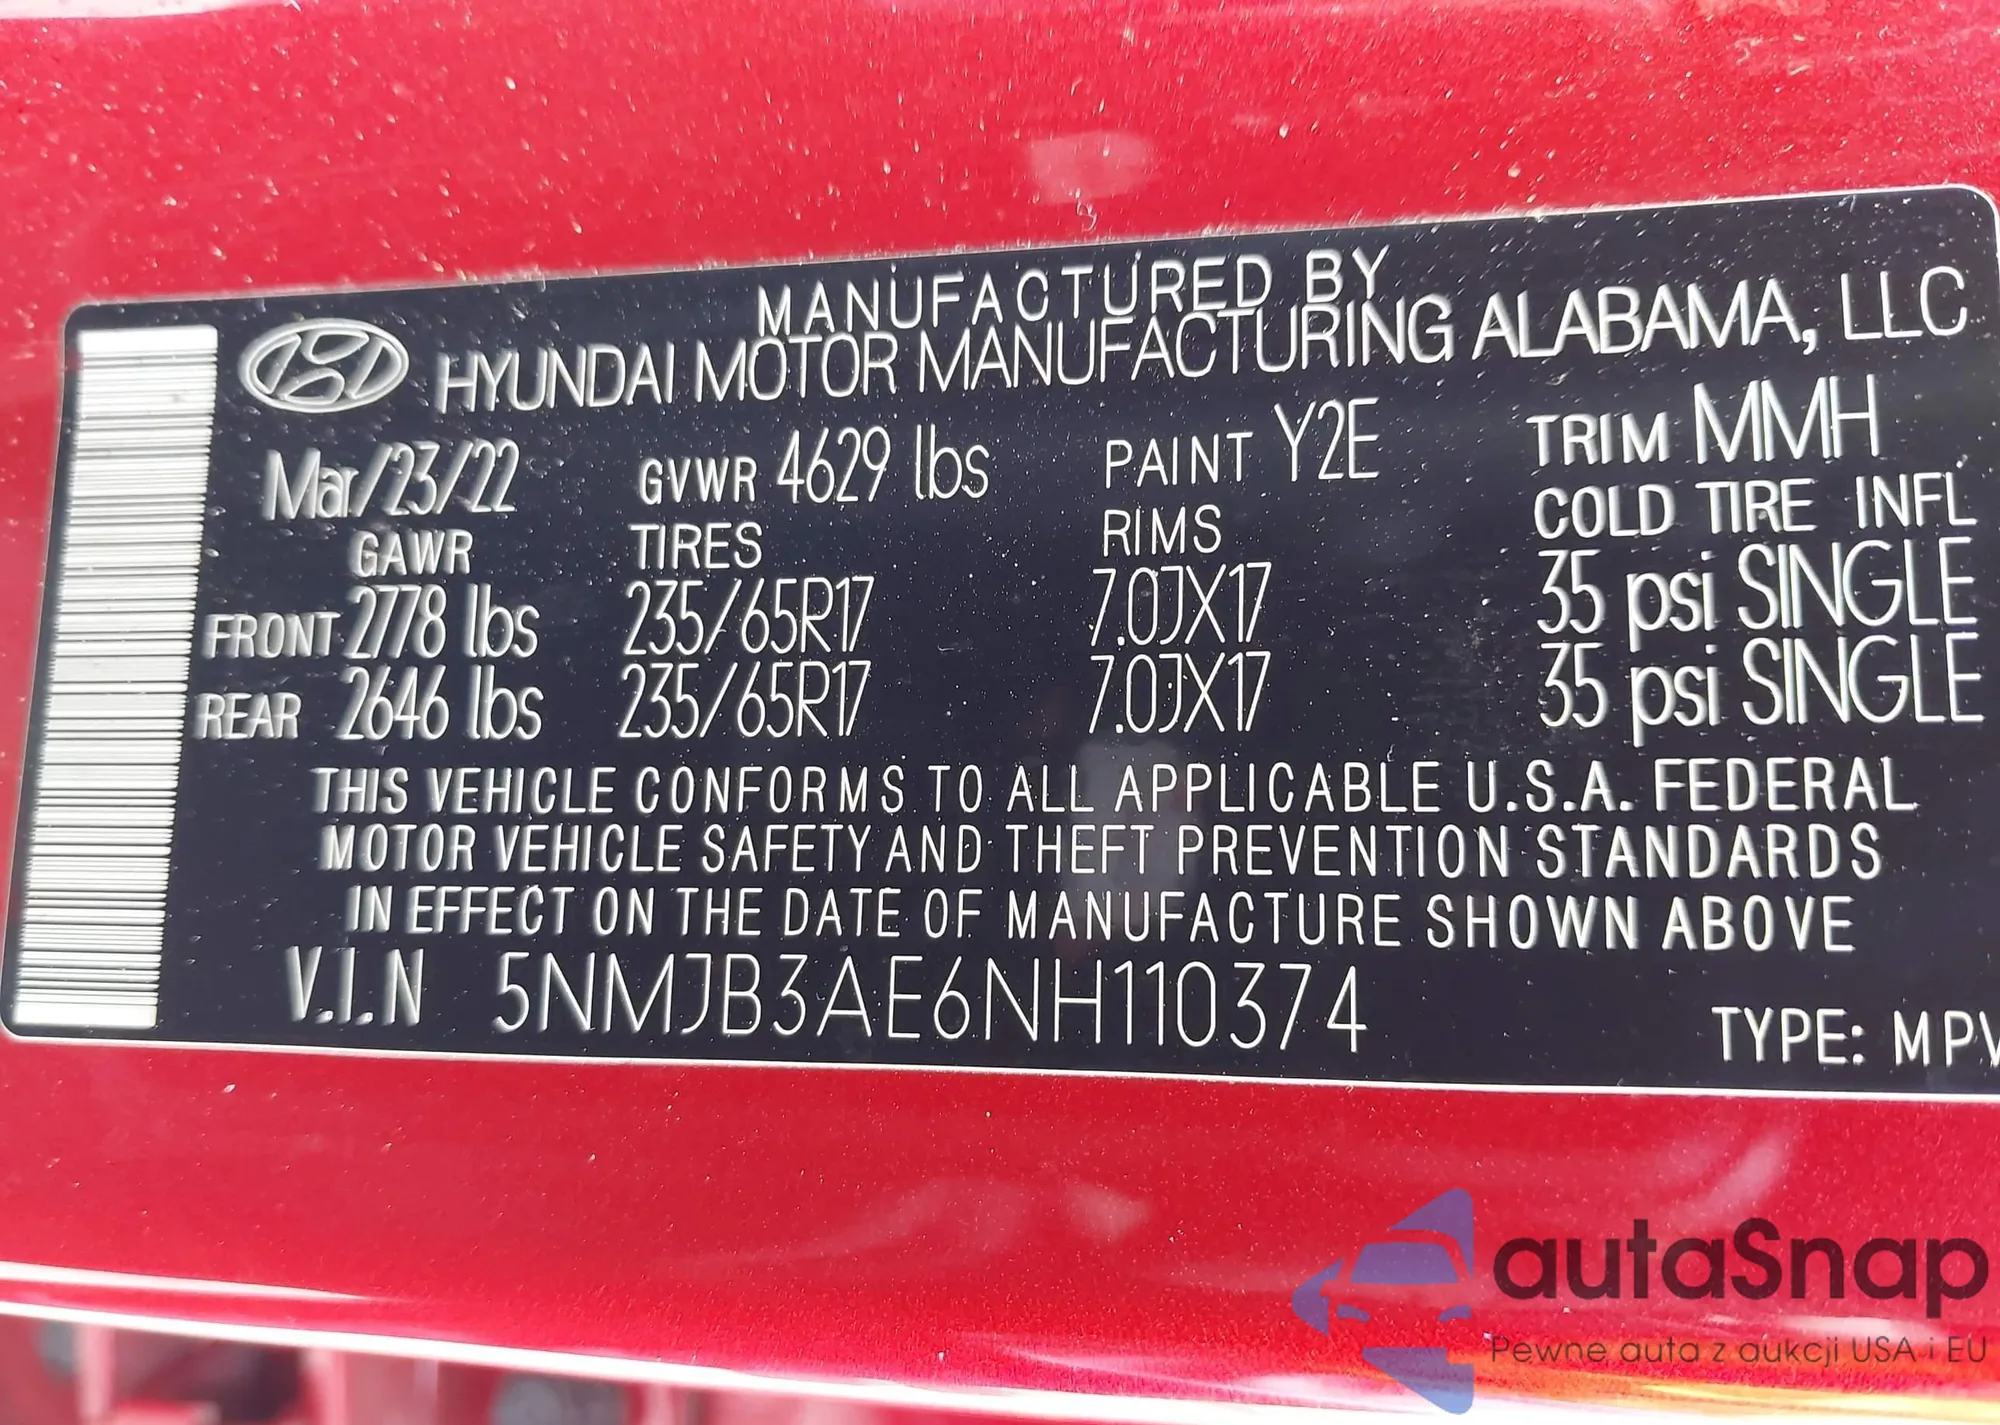 MANUFACTURED BY
HYUNDAI MOTOR MANUFACTURING ALABAMA, LLC
Mar/23/22 GVWR 4629 lbs PAINT Y2E TRIM MMH
GAWR TIRES RIMS COLD TIRE INFL
FRONT 2778 lbs 235/65R17 7.0JX17 35 psi SINGLE
REAR 2646 lbs 235/65R17 7.0JX17 35 psi SINGLE
THIS VEHICLE CONFORMS TO ALL APPLICABLE U.S.A. FEDERAL
MOTOR VEHICLE SAFETY AND THEFT PREVENTION STANDARDS
IN EFFECT ON THE DATE OF MANUFACTURE SHOWN ABOVE
V.I.N 5NMJB3AE6NH110374
TYPE: MPV
autaSnap
Pewne auta z aukcji USA i EU